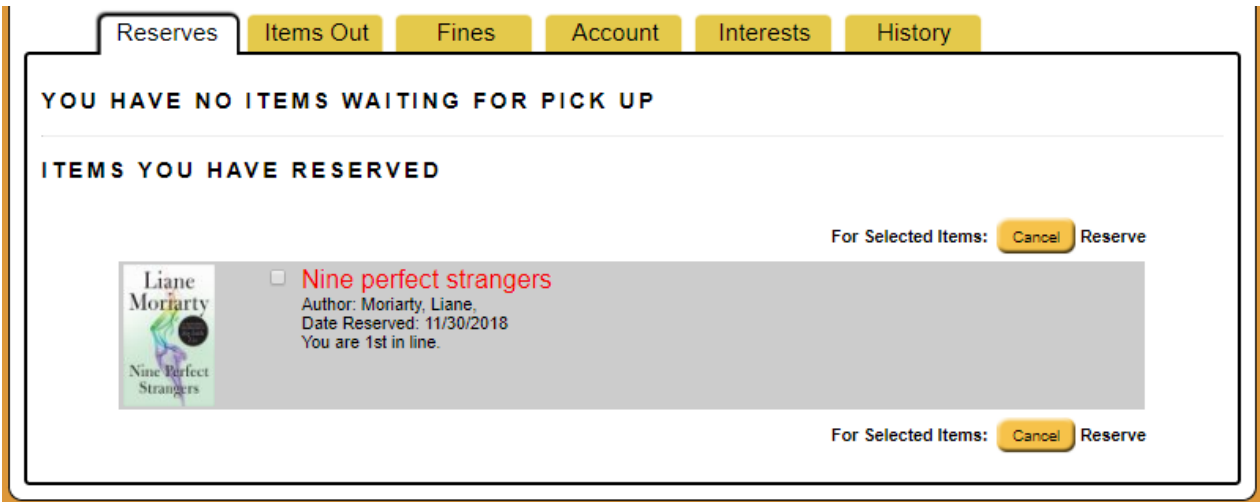 Reserves Items Out Fines Account Interests History
YOU HAVE NO ITEMS WAITING FOR PICK UP
ITEMS YOU HAVE RESERVED
For Selected Items: Cancel Reserve
Liane
Moriarty
Nine Perfect
Strangers
Nine perfect strangers
Author: Moriarty, Liane,
Date Reserved: 11/30/2018
You are 1st in line.
For Selected Items: Cancel Reserve